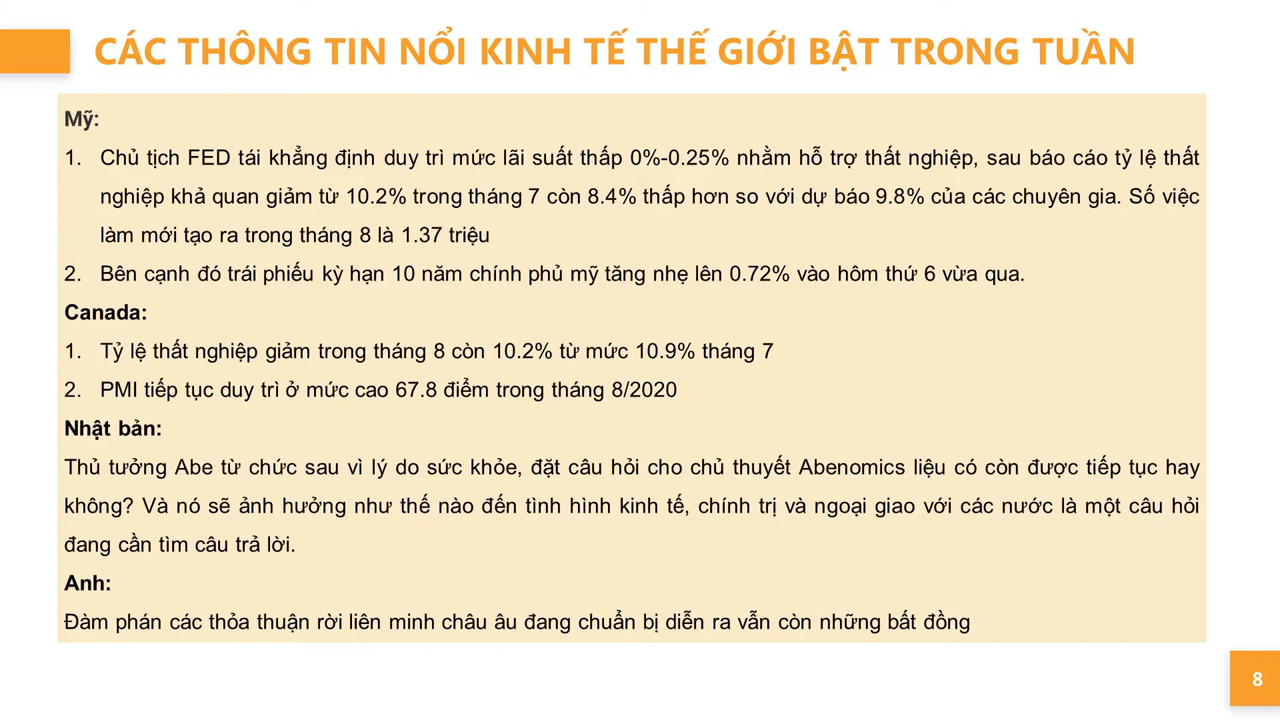 CÁC THÔNG TIN NỔI KINH TẾ THẾ GIỚI BẬT TRONG TUẦN
Mỹ:
1. Chủ tịch FED tái khẳng định duy trì mức lãi suất thấp 0%-0.25% nhằm hỗ trợ thất nghiệp, sau báo cáo tỷ lệ thất
nghiệp khả quan giảm từ 10.2% trong tháng 7 còn 8.4% thấp hơn so với dự báo 9.8% của các chuyên gia. Số việc
làm mới tạo ra trong tháng 8 là 1.37 triệu
2. Bên cạnh đó trái phiếu kỳ hạn 10 năm chính phủ mỹ tăng nhẹ lên 0.72% vào hôm thứ 6 vừa qua.
Canada:
1. Tỷ lệ thất nghiệp giảm trong tháng 8 còn 10.2% từ mức 10.9% tháng 7
2. PMI tiếp tục duy trì ở mức cao 67.8 điểm trong tháng 8/2020
Nhật bản:
Thủ tưởng Abe từ chức sau vì lý do sức khỏe, đặt câu hỏi cho chủ thuyết Abenomics liệu có còn được tiếp tục hay
không? Và nó sẽ ảnh hưởng như thế nào đến tình hình kinh tế, chính trị và ngoại giao với các nước là một câu hỏi
đang cần tìm câu trả lời.
Anh:
Đàm phán các thỏa thuận rời liên minh châu âu đang chuẩn bị diễn ra vẫn còn những bất đồng
8